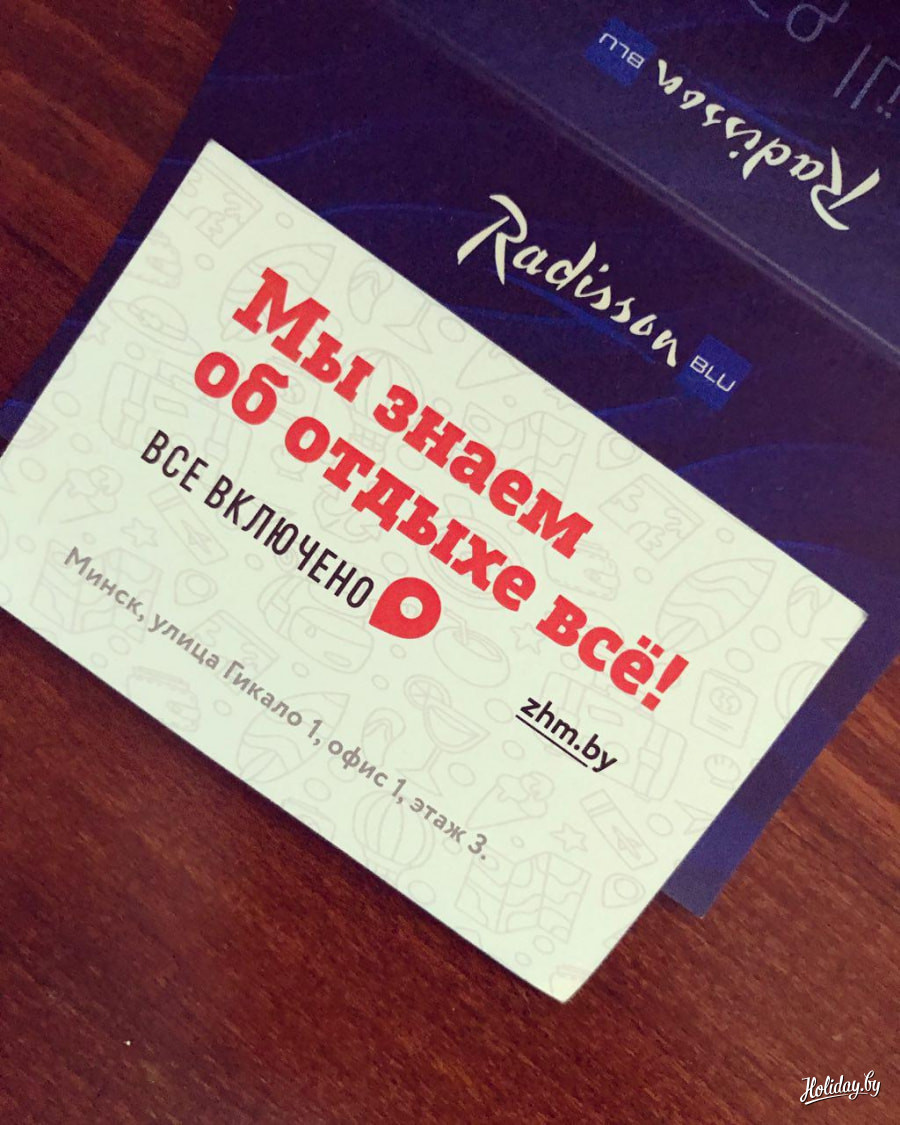 Radisson
BLU
Radisson
BLU
Мы знаем
об отдыхе всё!
ВСЕ ВКЛЮЧЕНО
zhm.by
Минск, улица Гикало 1, офис 1, этаж 3.
Holiday.by